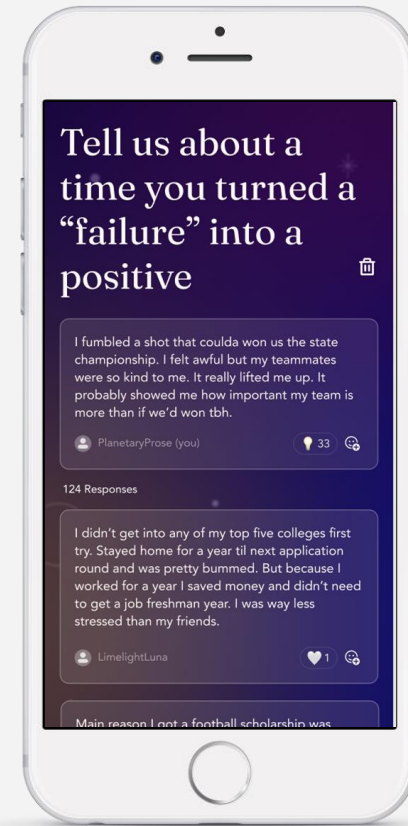 Tell us about a
time you turned a
“failure” into a
positive
I fumbled a shot that coulda won us the state
championship. I felt awful but my teammates
were so kind to me. It really lifted me up. It
probably showed me how important my team is
more than if we’d won tbh.
PlanetaryProse (you)
33
124 Responses
I didn’t get into any of my top five colleges first
try. Stayed home for a year til next application
round and was pretty bummed. But because I
worked for a year I saved money and didn’t need
to get a job freshman year. I was way less
stressed than my friends.
LimelightLuna
1
Main reason I got a football scholarship was